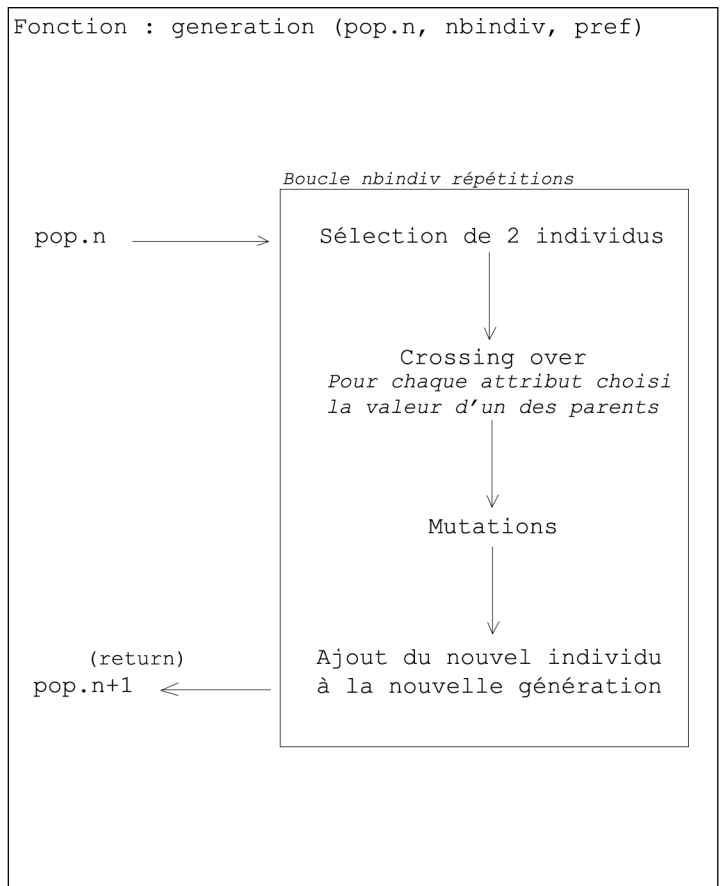 Fonction : generation (pop.n, nbindiv, pref)
Boucle nbindiv répétitions
pop.n
Sélection de 2 individus
Crossing over
Pour chaque attribut choisi
la valeur d'un des parents
Mutations
(return)
pop.n+1
Ajout du nouvel individu
à la nouvelle génération